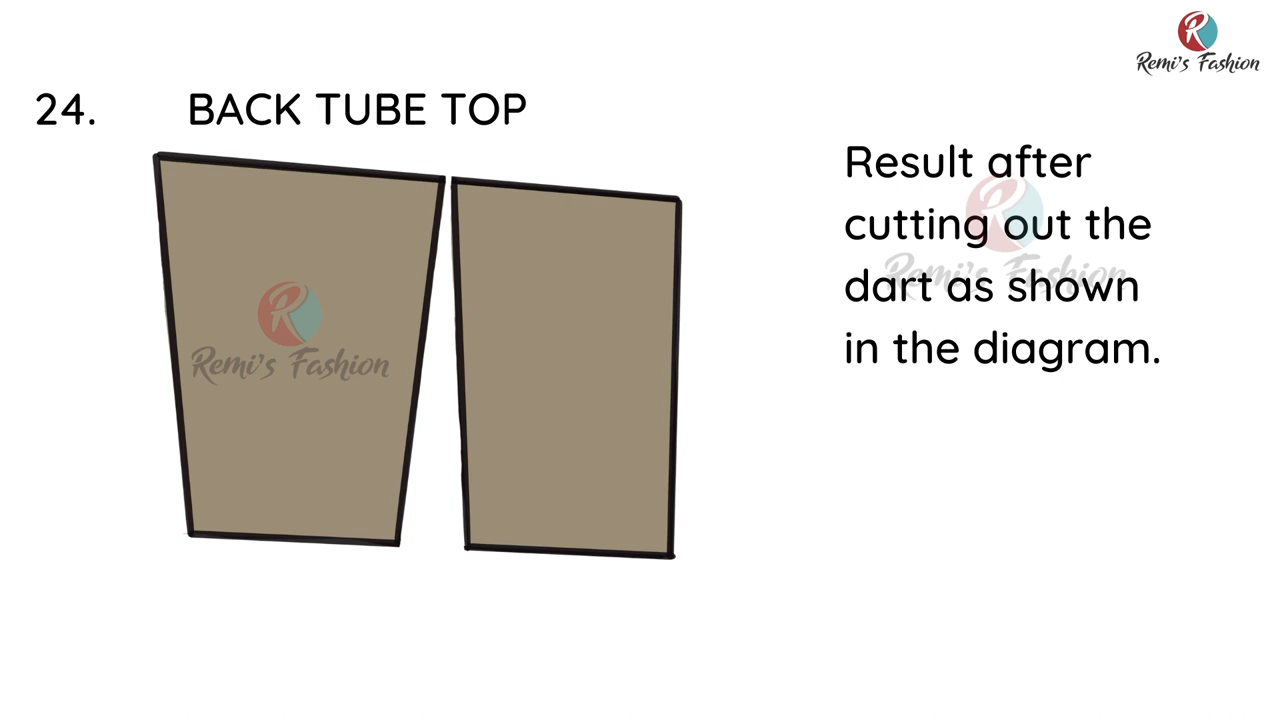 R
Remi's Fashion
24. BACK TUBE TOP
Result after
cutting out the
dart as shown
in the diagram.
R
Remi's Fashion
R
Remi's Fashion